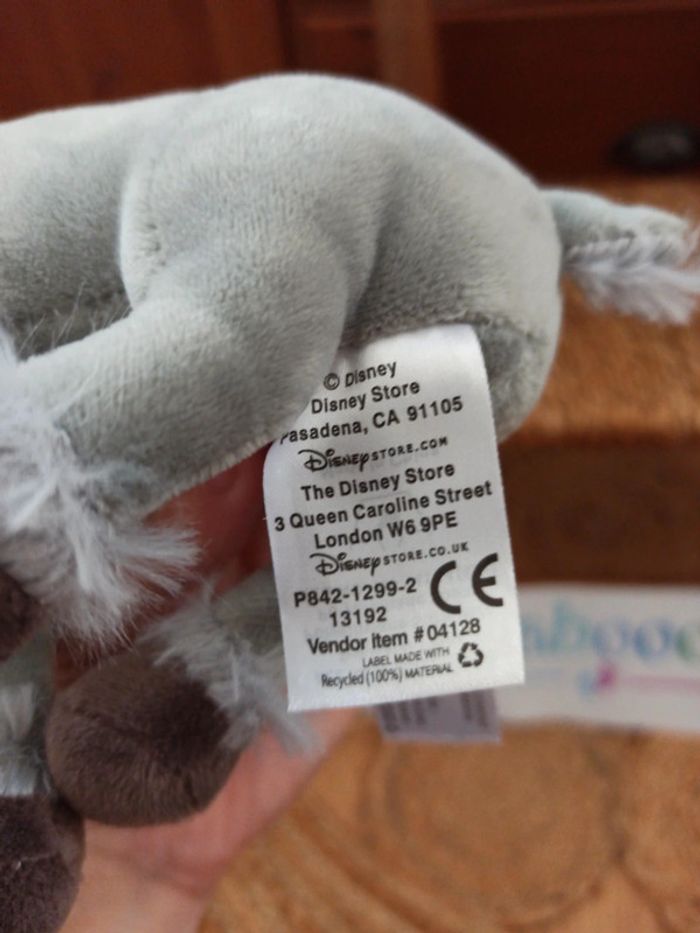 © Disney
Disney Store
Pasadena, CA 91105
DISNEYSTORE.COM
The Disney Store
3 Queen Caroline Street
London W6 9PE
DISNEYSTORE.CO.UK
P842-1299-2
13192
CE
Vendor Item #04128
LABEL MADE WITH
Recycled (100%) MATERIAL